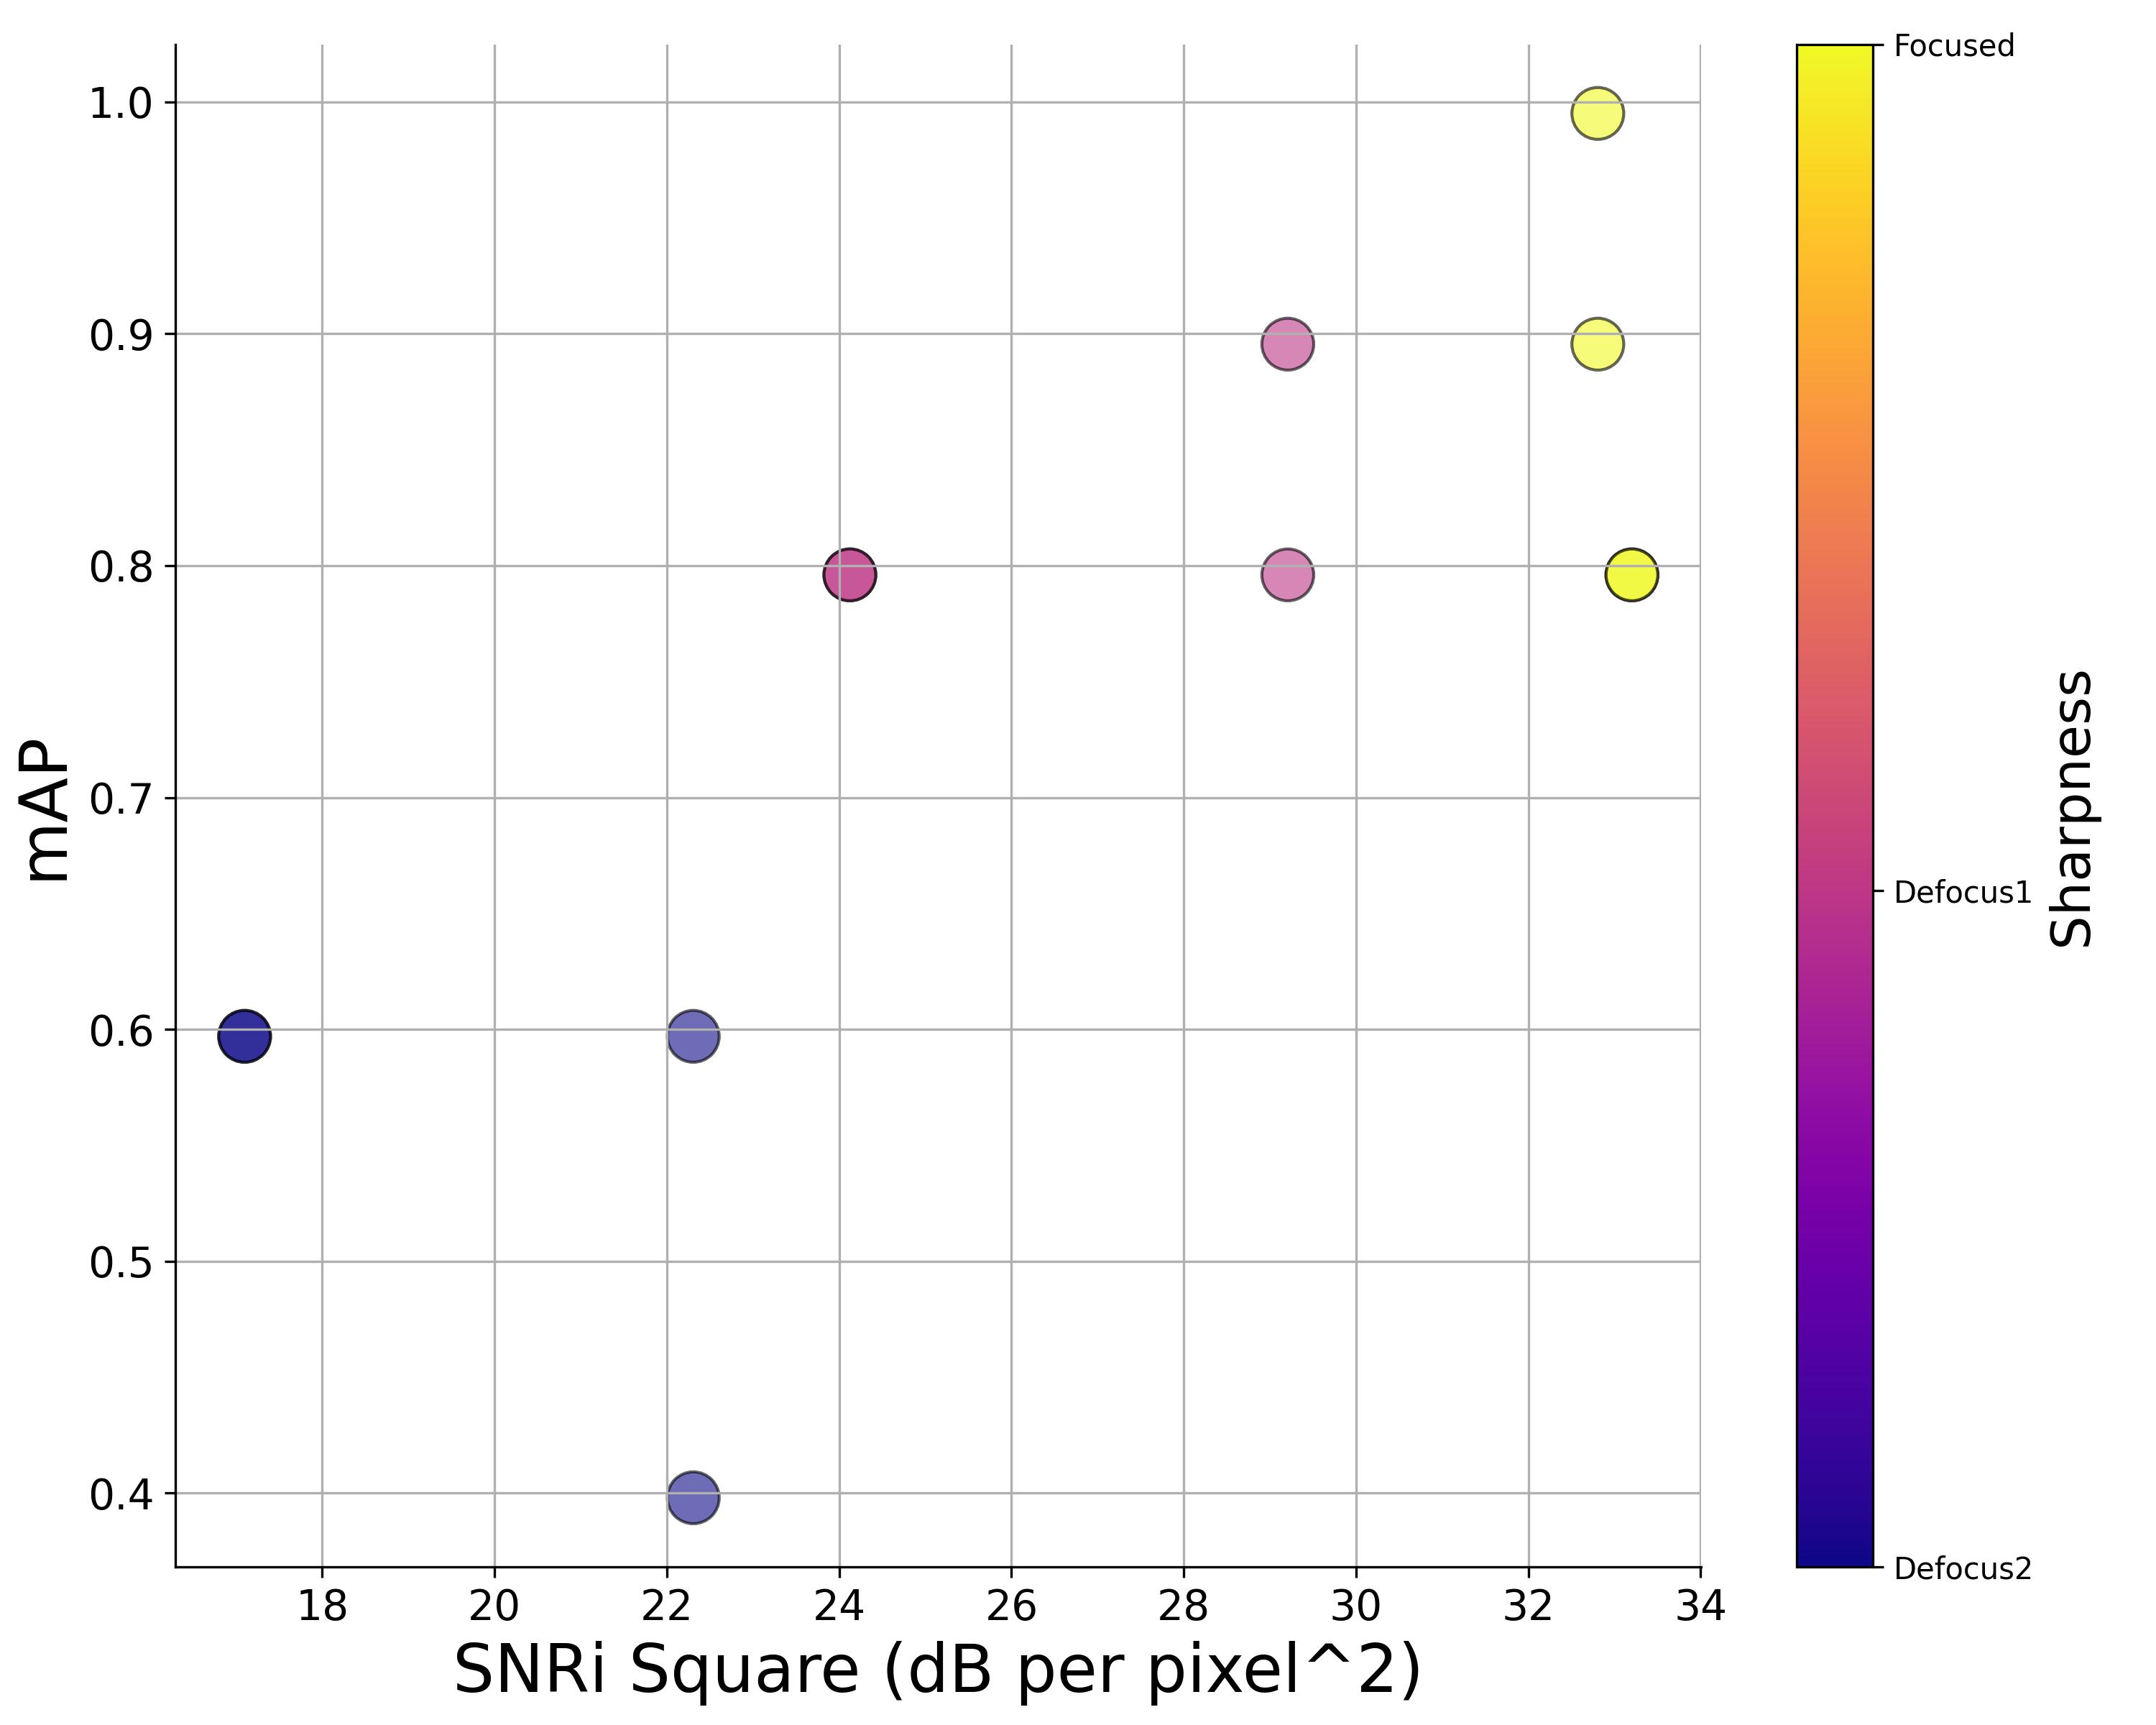 mAP
1.0
0.9
0.8
0.7
0.6
0.5
0.4
18 20 22 24 26 28 30 32 34
SNRi Square (dB per pixel^2)
Focused
Defocus1
Defocus2
Sharpness